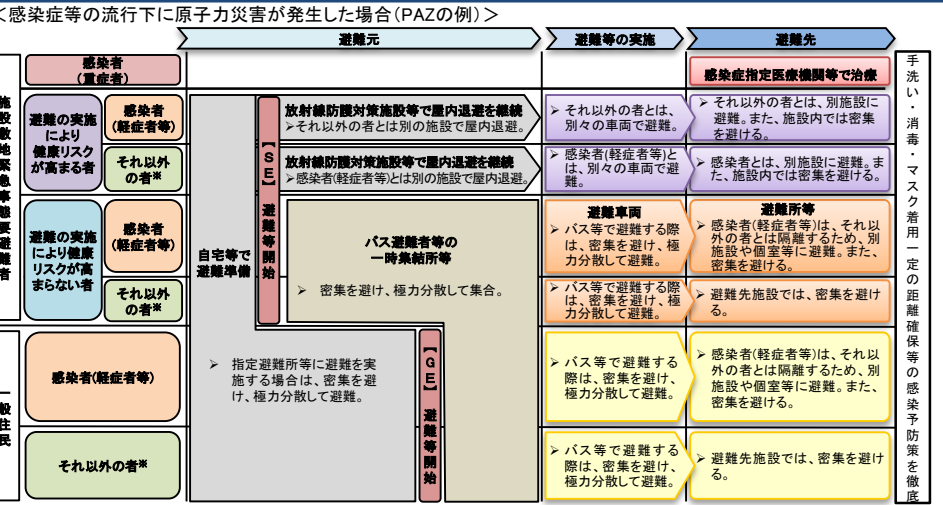 ＜感染症等の流行下に原子力災害が発生した場合(PAZの例)＞
避難元
避難等の実施
避難先
感染者
(重症者)
感染症指定医療機関等で治療
施設敷地緊急事態要避難者
避難の実施
により
健康リスク
が高まる者
感染者
(軽症者等)
放射線防護対策施設等で屋内退避を継続
➢それ以外の者とは別の施設で屋内退避。
➢ それ以外の者とは、
別々の車両で避難。
➢ それ以外の者とは、別施設に
避難。また、施設内では密集
を避ける。
それ以外
の者※
放射線防護対策施設等で屋内退避を継続
➢感染者(軽症者等)とは別の施設で屋内退避。
➢ 感染者(軽症者等)と
は、別々の車両で避
難。
➢ 感染者とは、別施設に避難。ま
た、施設内では密集を避ける。
避難の実施
により健康
リスクが高
まらない者
感染者
(軽症者等)
それ以外
の者※
自宅等で
避難準備
【SE】避難等開始
バス避難者等の
一時集結所等
➢ 密集を避け、極力分散して集合。
避難車両
➢ バス等で避難する際
は、密集を避け、極
力分散して避難。
避難所等
➢ 感染者(軽症者等)は、それ以
外の者とは隔離するため、別
施設や個室等に避難。また、
密集を避ける。
➢ バス等で避難する際
は、密集を避け、極
力分散して避難。
➢ 避難先施設では、密集を避け
る。
一般住民
感染者(軽症者等)
➢ 指定避難所等に避難を実
施する場合は、密集を避
け、極力分散して避難。
【GE】避難等開始
➢ バス等で避難する
際は、密集を避け、
極力分散して避難。
➢ 感染者(軽症者等)は、それ以
外の者とは隔離するため、別
施設や個室等に避難。また、
密集を避ける。
それ以外の者※
➢ バス等で避難する
際は、密集を避け、
極力分散して避難。
➢ 避難先施設では、密集を避け
る。
手洗い・消毒・マスク着用一定の距離確保等の感染予防策を徹底